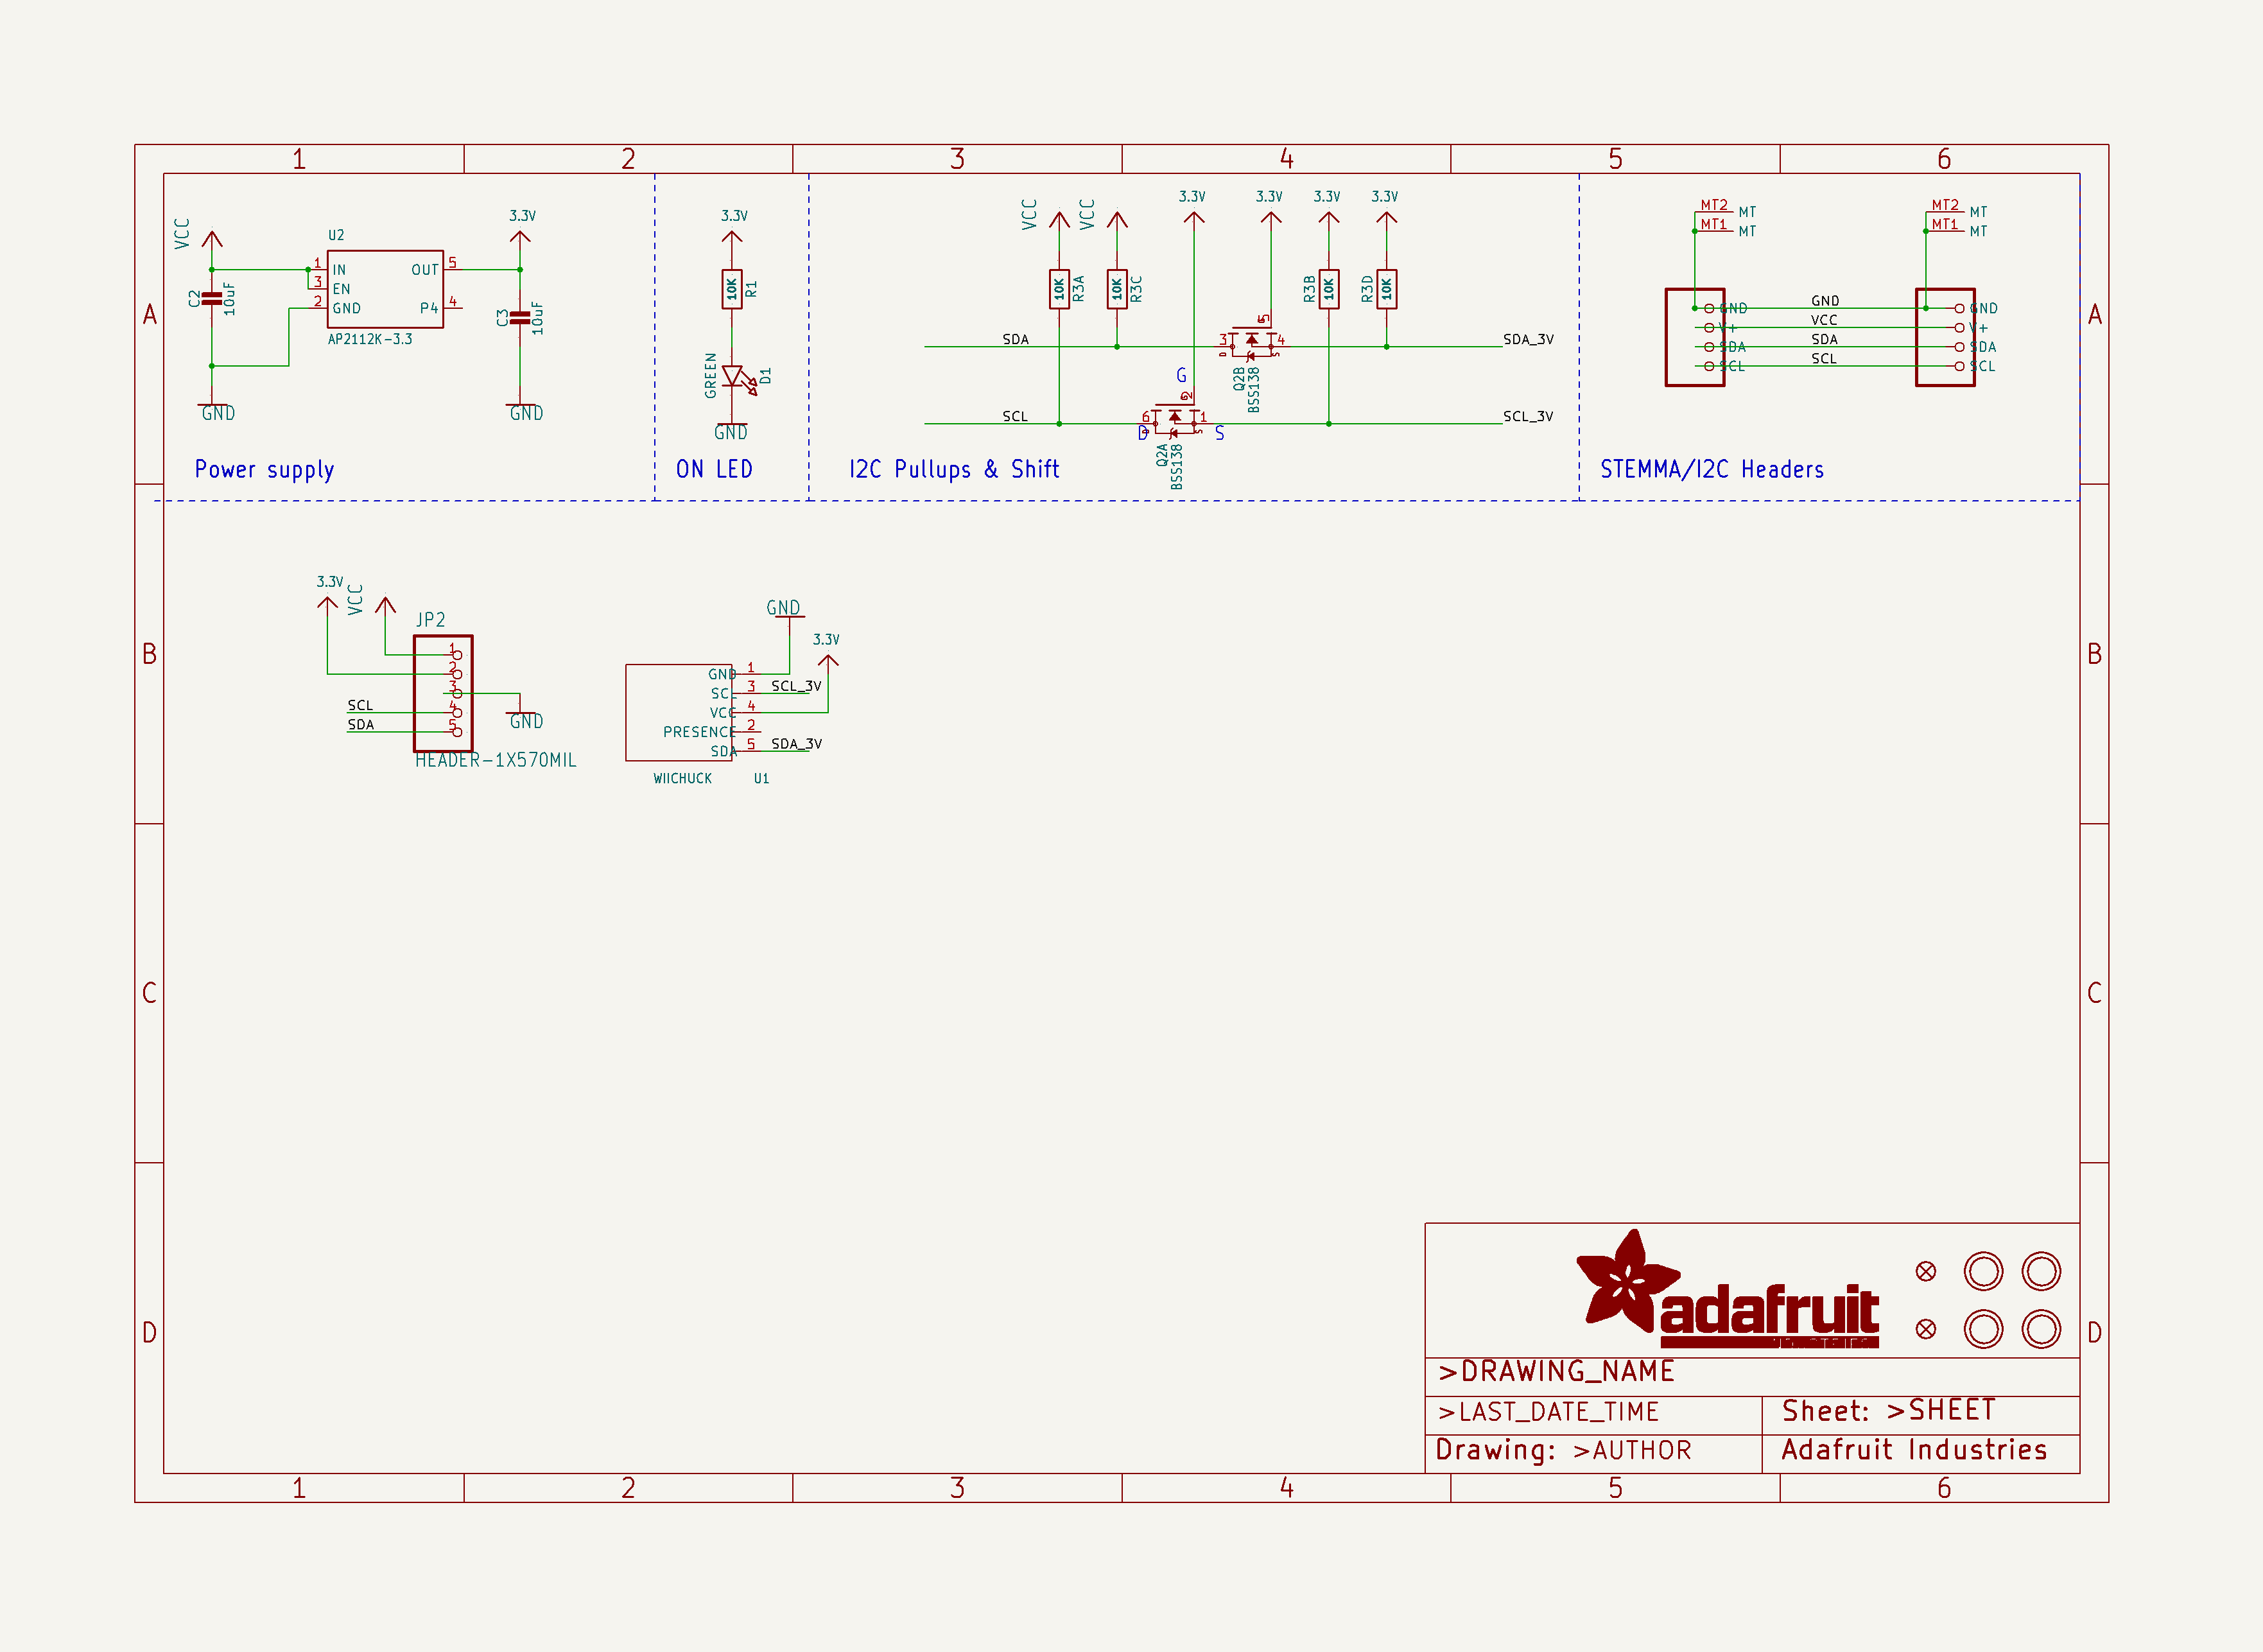 1 2 3 4 5 6
A
VCC
C2
10uF
GND
U2
1 IN
3 EN
2 GND
OUT 5
P4 4
AP2112K-3.3
3.3V
C3
10uF
GND
Power supply
3.3V
10K
R1
GREEN
D1
GND
ON LED
VCC
VCC
3.3V
3.3V
3.3V
3.3V
10K
R3A
10K
R3C
R3B
10K
R3D
10K
SDA
3
4
5
G
D
S
SDA_3V
Q2B
BSS138
G
2
G
SCL
6
1
D
S
D
S
SCL_3V
Q2A
BSS138
I2C Pullups & Shift
MT2 MT
MT1 MT
MT2 MT
MT1 MT
GND
V+
SDA
SCL
GND
VCC
SDA
SCL
GND
V+
SDA
SCL
STEMMA/I2C Headers
A
B
3.3V
VCC
JP2
1
2
3
4
5
SCL
SDA
GND
HEADER-1X570MIL
GND
3.3V
GND 1
SCL 3 SCL_3V
VCC 4
PRESENCE 2
SDA 5 SDA_3V
WIICHUCK U1
B
C
C
D
adafruit
D
>DRAWING_NAME
>LAST_DATE_TIME
Sheet: >SHEET
Drawing: >AUTHOR
Adafruit Industries
1 2 3 4 5 6